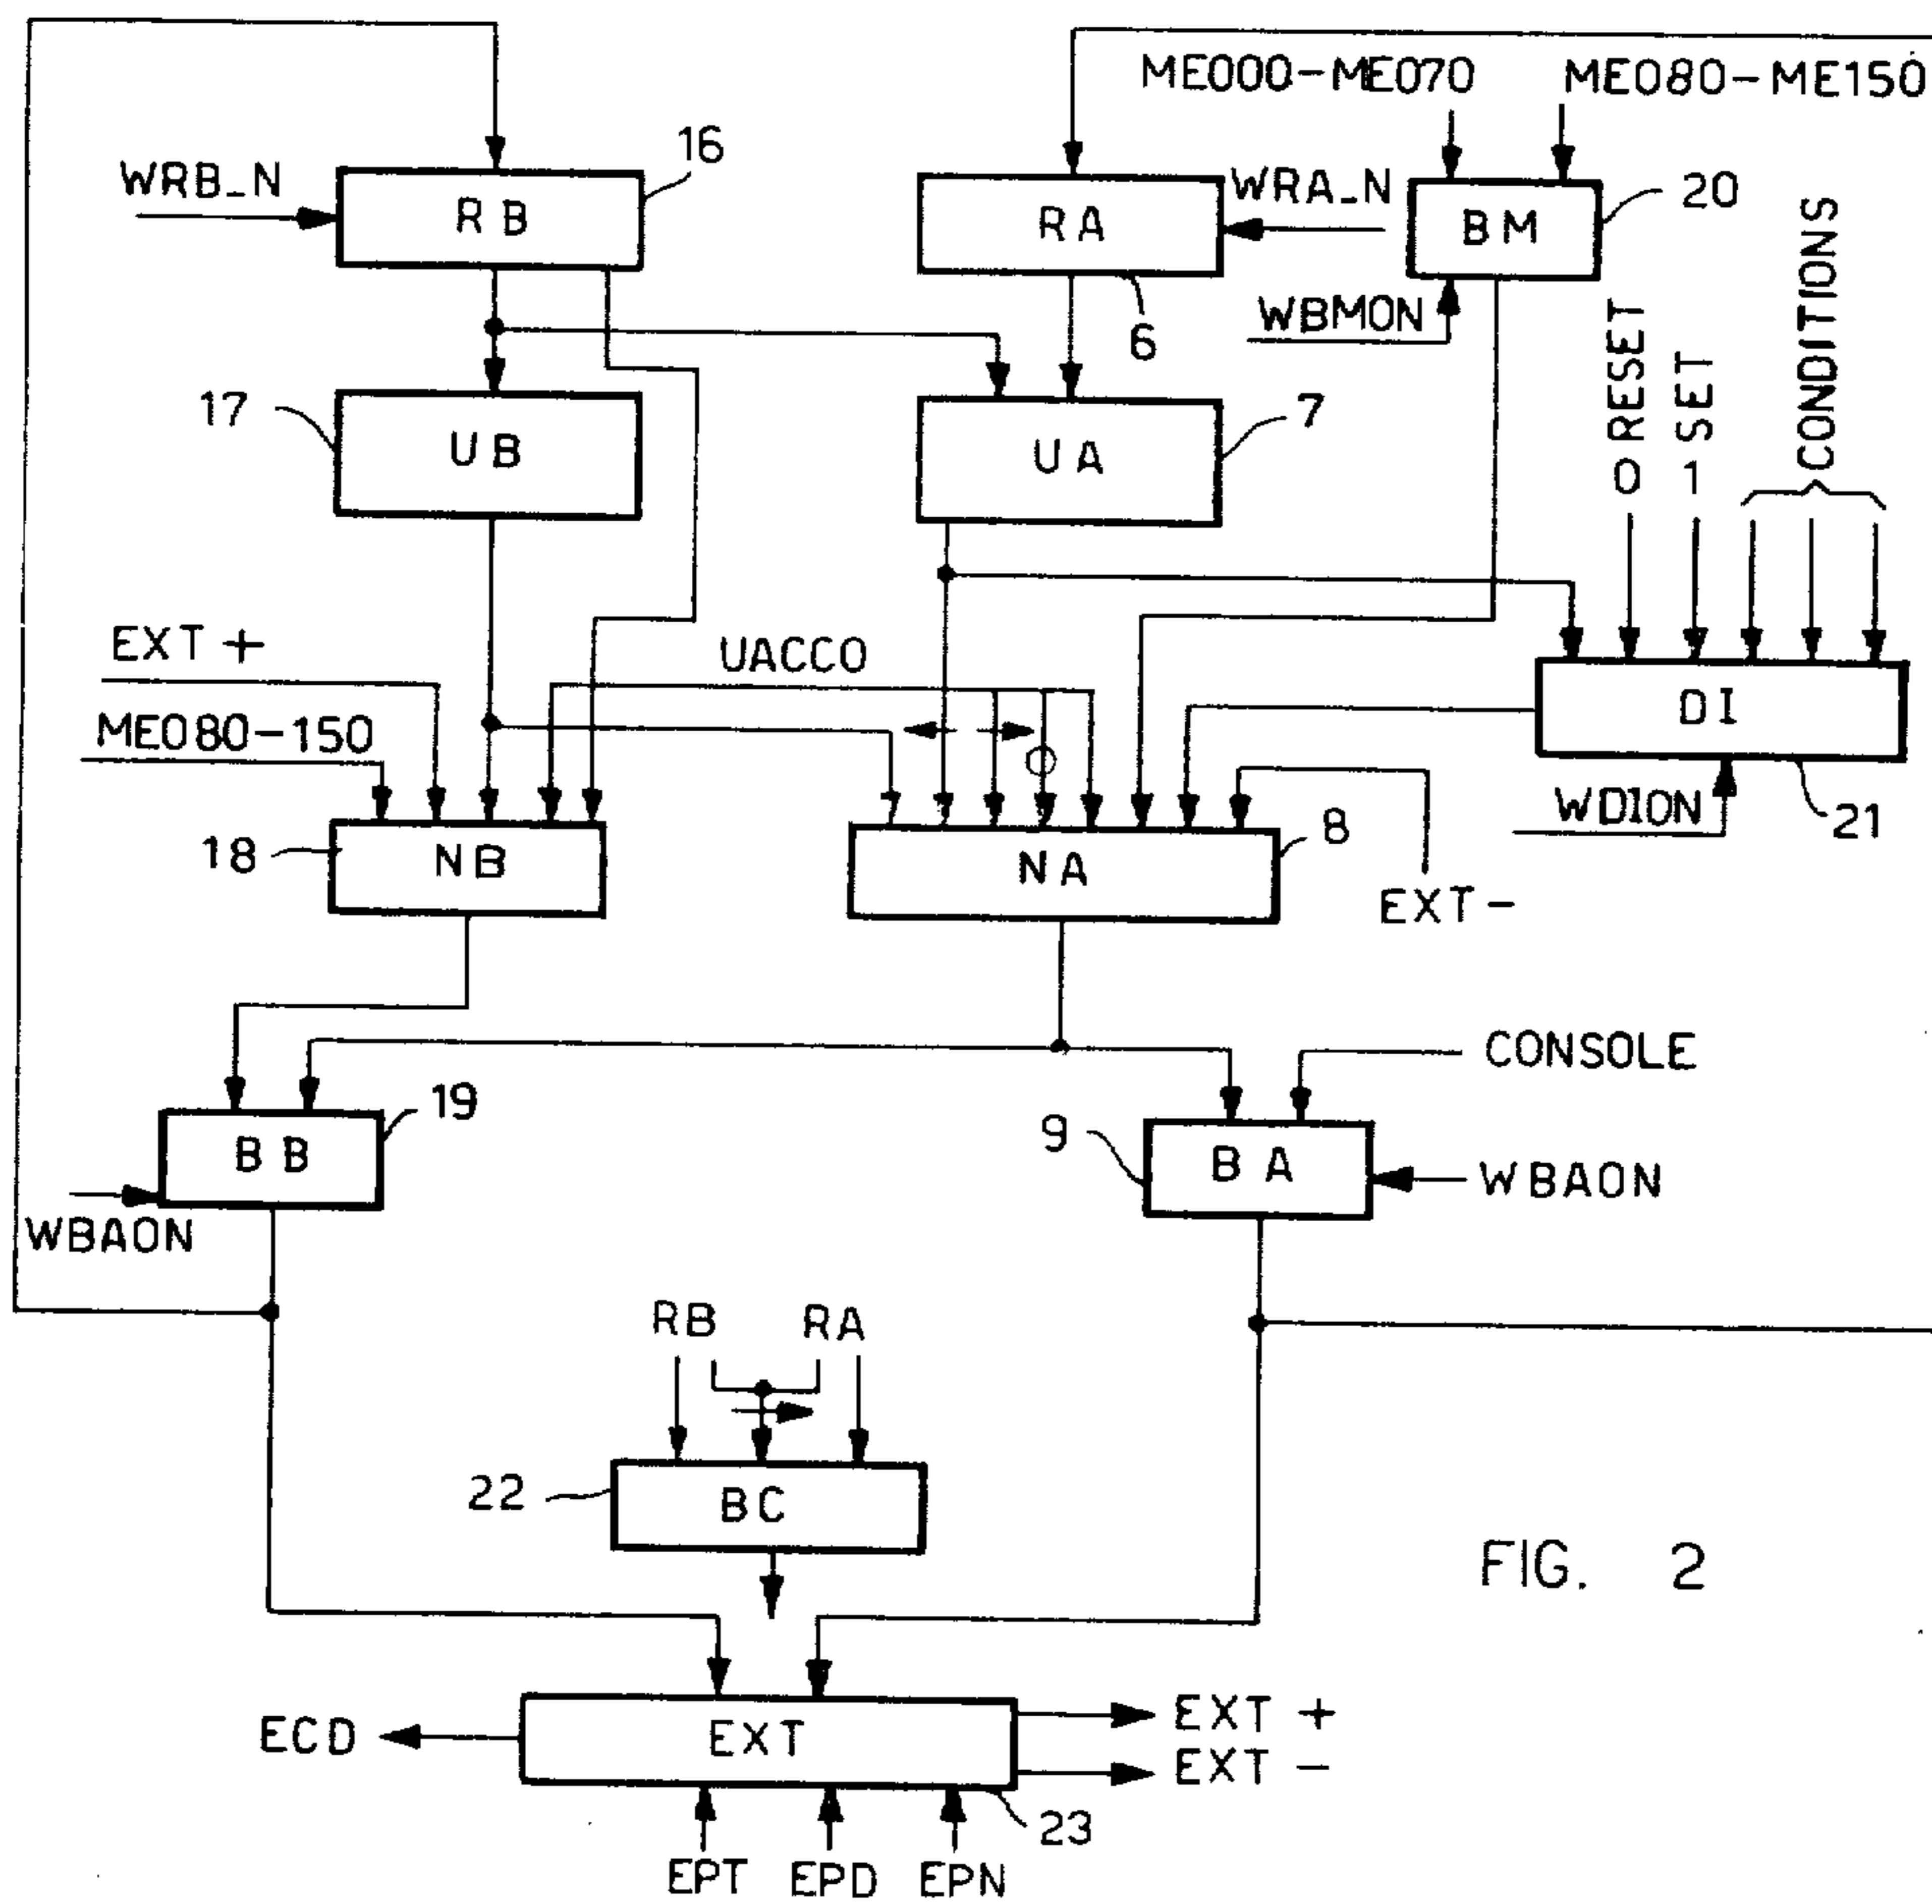 ME000-ME070
ME080-ME150
16
WRB_N
RB
RA
WRA_N
BM
20
6
WBMON
0 RESET
1 SET
CONDITIONS
17
UB
UA
7
EXT +
UACCO
ME080-150
DI
WDION
21
18
NB
NA
8
EXT -
CONSOLE
19
BB
9
BA
WBAON
WBAON
RB
RA
22
BC
FIG. 2
ECD
EXT
EXT +
EXT -
23
EPT
EPD
EPN